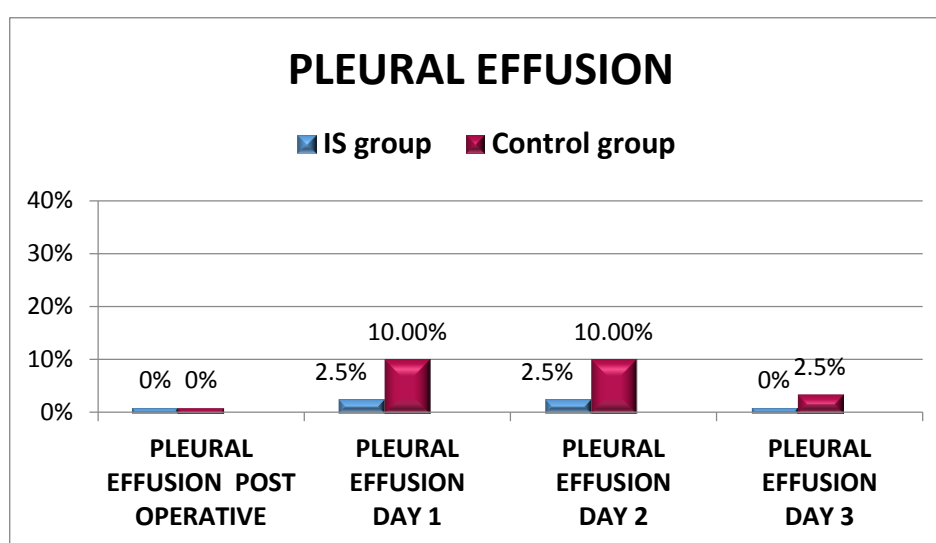 PLEURAL EFFUSION
IS group Control group
40%
30%
20%
10%
0%
0% 0%
2.5% 10.00%
2.5% 10.00%
0% 2.5%
PLEURAL
EFFUSION POST
OPERATIVE
PLEURAL
EFFUSION
DAY 1
PLEURAL
EFFUSION
DAY 2
PLEURAL
EFFUSION
DAY 3